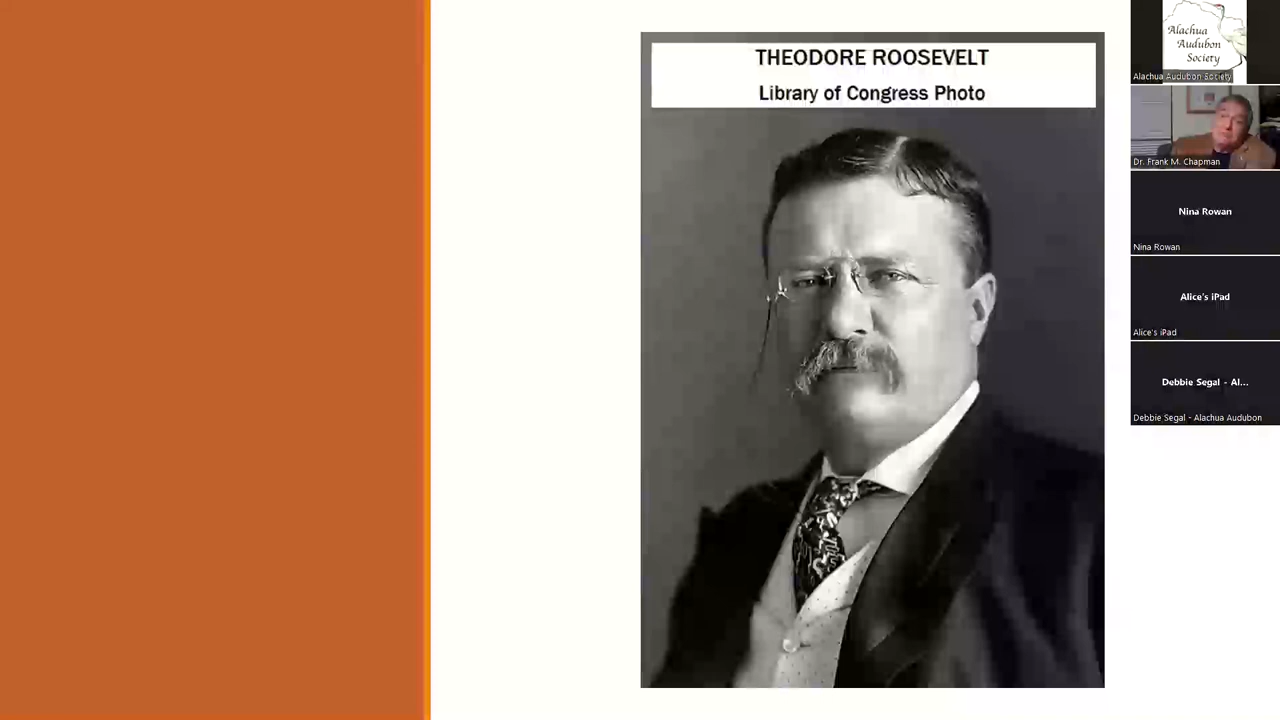 THEODORE ROOSEVELT
Library of Congress Photo
Alachua
Audubon
Society
Alachua Audubon Society
Dr. Frank M. Chapman
Nina Rowan
Nina Rowan
Alice's iPad
Alice's iPad
Debbie Segal - Al...
Debbie Segal - Alachua Audubon